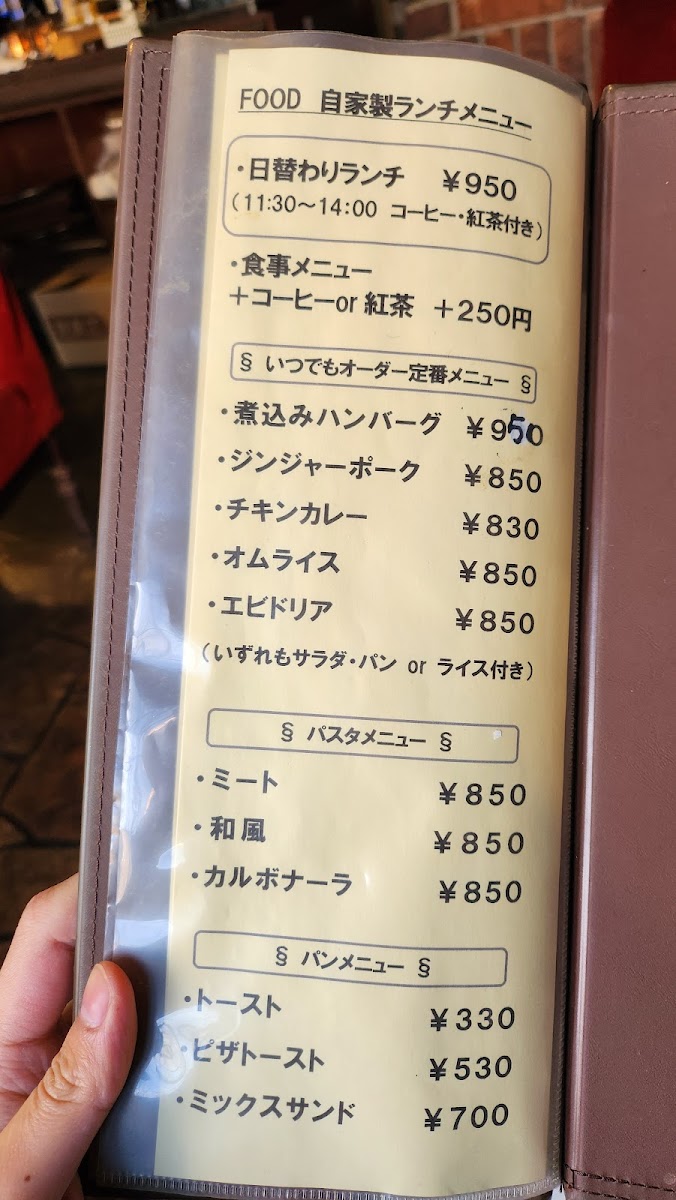 FOOD 自家製ランチメニュー
・日替わりランチ ￥950
(11:30～14:00 コーヒー・紅茶付き)
・食事メニュー
＋コーヒーor 紅茶 ＋250円
§ いつでもオーダー定番メニュー §
・煮込みハンバーグ ￥950
・ジンジャーポーク ￥850
・チキンカレー ￥830
・オムライス ￥850
・エビドリア ￥850
(いずれもサラダ・パン or ライス付き)
§ パスタメニュー §
・ミート ￥850
・和風 ￥850
・カルボナーラ ￥850
§ パンメニュー §
・トースト ￥330
・ピザトースト ￥530
・ミックスサンド ￥700